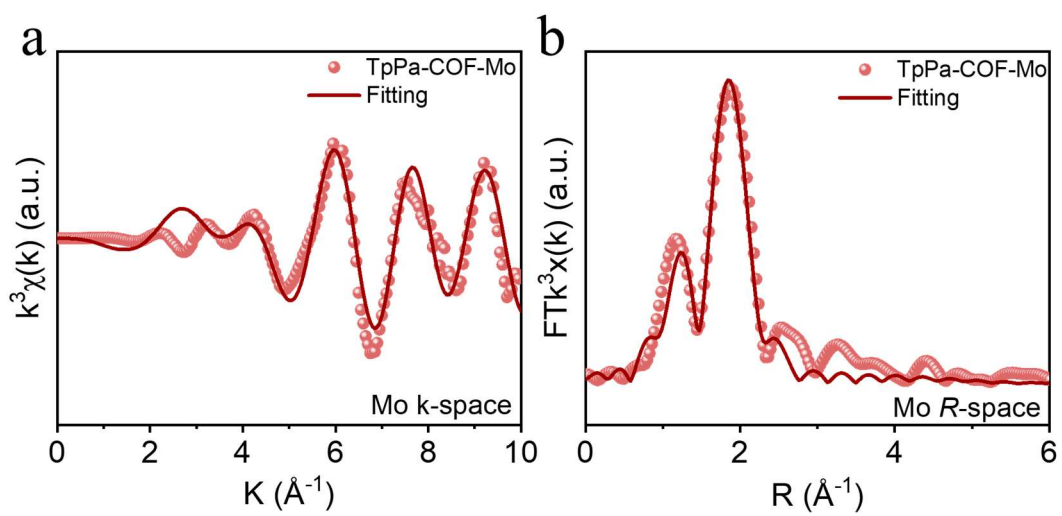 a
TpPa-COF-Mo
Fitting
k³χ(k) (a.u.)
Mo k-space
0 2 4 6 8 10
K (Å⁻¹)
b
TpPa-COF-Mo
Fitting
FTk³x(k) (a.u.)
Mo R-space
0 2 4 6
R (Å⁻¹)